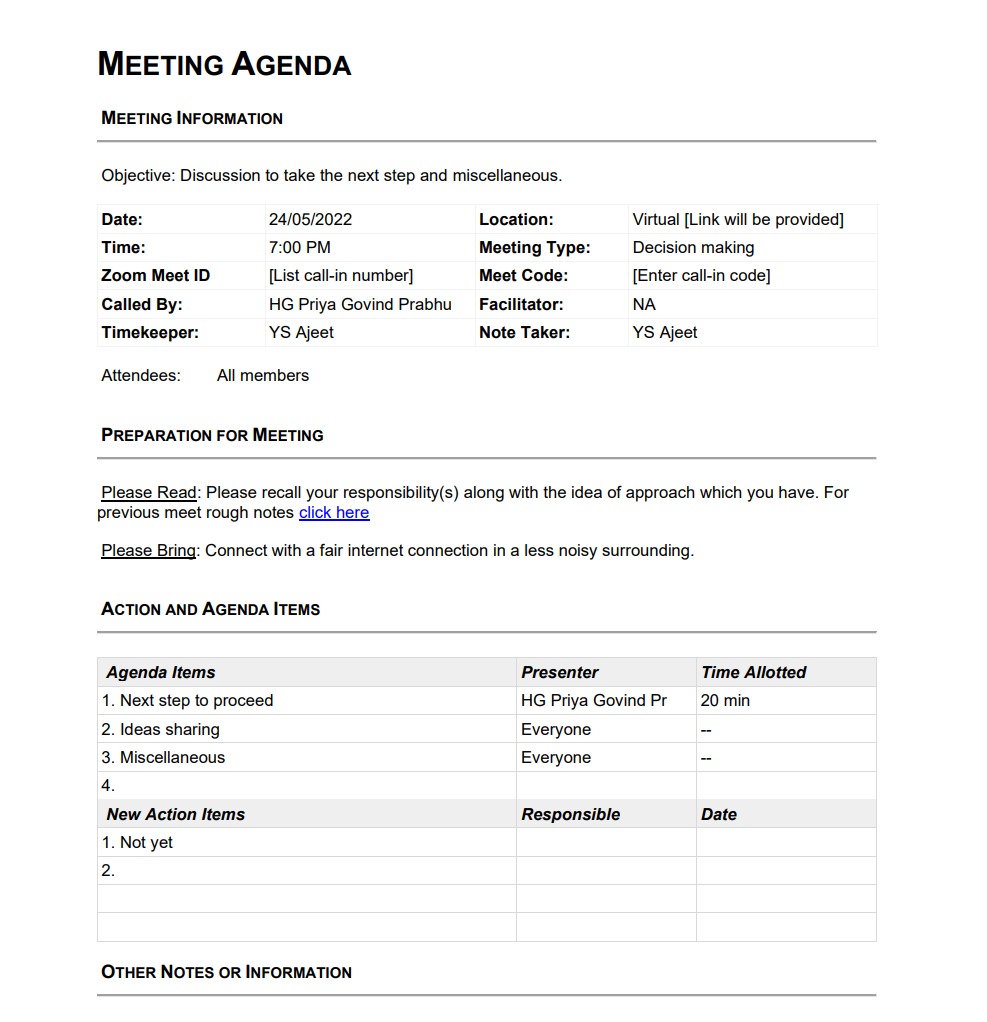 MEETING AGENDA
MEETING INFORMATION
Objective: Discussion to take the next step and miscellaneous.
Date: 24/05/2022 Location: Virtual [Link will be provided]
Time: 7:00 PM Meeting Type: Decision making
Zoom Meet ID [List call-in number] Meet Code: [Enter call-in code]
Called By: HG Priya Govind Prabhu Facilitator: NA
Timekeeper: YS Ajeet Note Taker: YS Ajeet
Attendees: All members
PREPARATION FOR MEETING
Please Read: Please recall your responsibility(s) along with the idea of approach which you have. For
previous meet rough notes click here
Please Bring: Connect with a fair internet connection in a less noisy surrounding.
ACTION AND AGENDA ITEMS
Agenda Items Presenter Time Allotted
1. Next step to proceed HG Priya Govind Pr 20 min
2. Ideas sharing Everyone --
3. Miscellaneous Everyone --
4.
New Action Items Responsible Date
1. Not yet
2.
OTHER NOTES OR INFORMATION